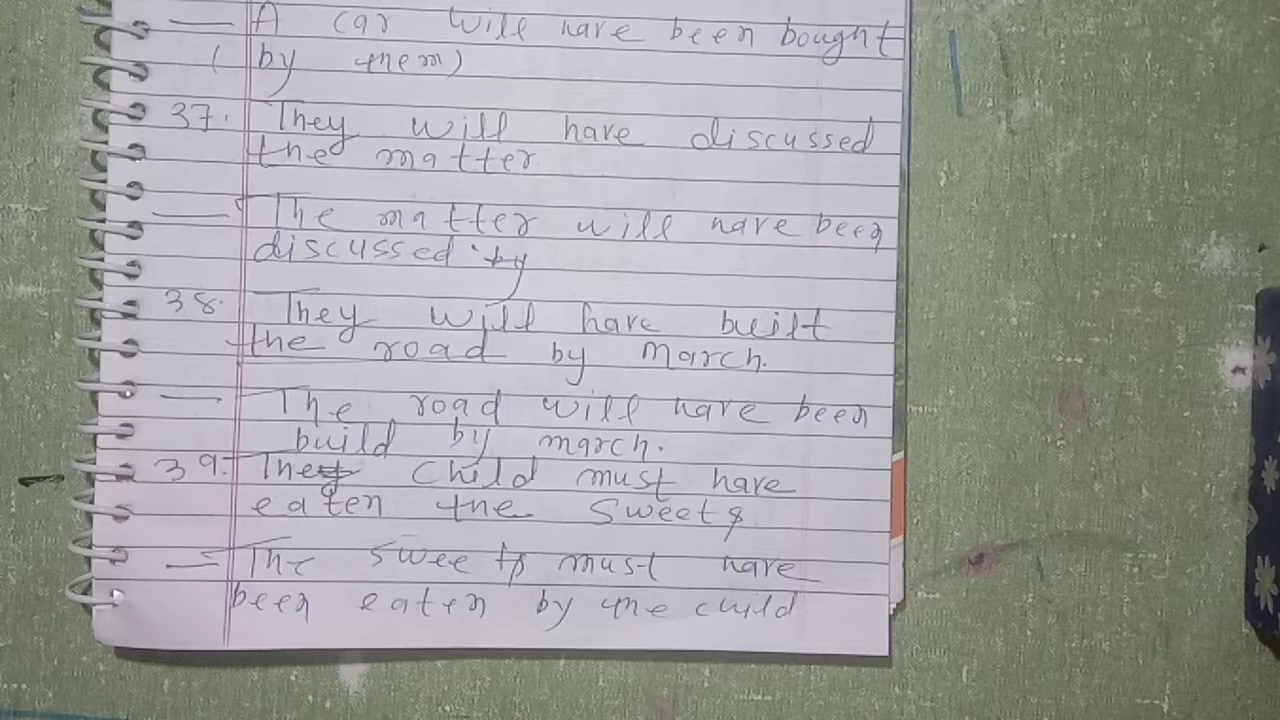 — A car will have been bought
(by them)
37. They will have discussed
the matter.
— The matter will have been
discussed by
38. They will have built
the road by March.
— The road will have been
build by march.
39. The child must have
eaten the sweets
— The sweets must have
been eaten by the child